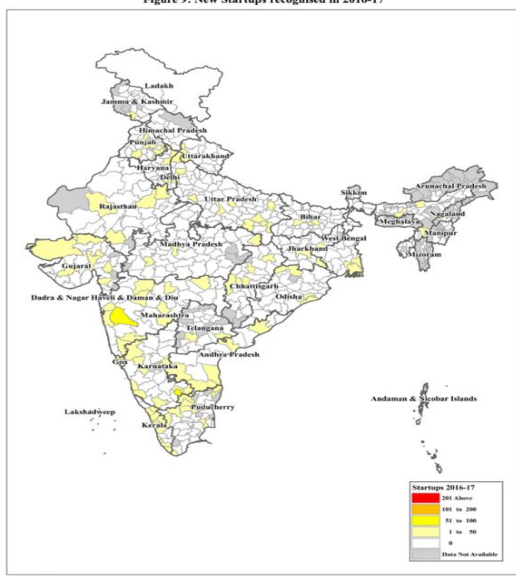 Figure 9: New Startups recognised in 2016-17
Ladakh
Jammu & Kashmir
Himachal Pradesh
Punjab
Uttarakhand
Haryana
Delhi
Sikkim
Arunachal Pradesh
Rajasthan
Uttar Pradesh
Nagaland
Bihar
Meghalaya
Manipur
West Bengal
Madhya Pradesh
Jharkhand
Mizoram
Gujarat
Chhattisgarh
Odisha
Dadra & Nagar Haveli & Daman & Diu
Maharashtra
Telangana
Andhra Pradesh
Goa
Karnataka
Andaman & Nicobar Islands
Puducherry
Lakshadweep
Kerala
Startups 2016-17
201 Above
101 to 200
51 to 100
1 to 50
0
Data Not Available